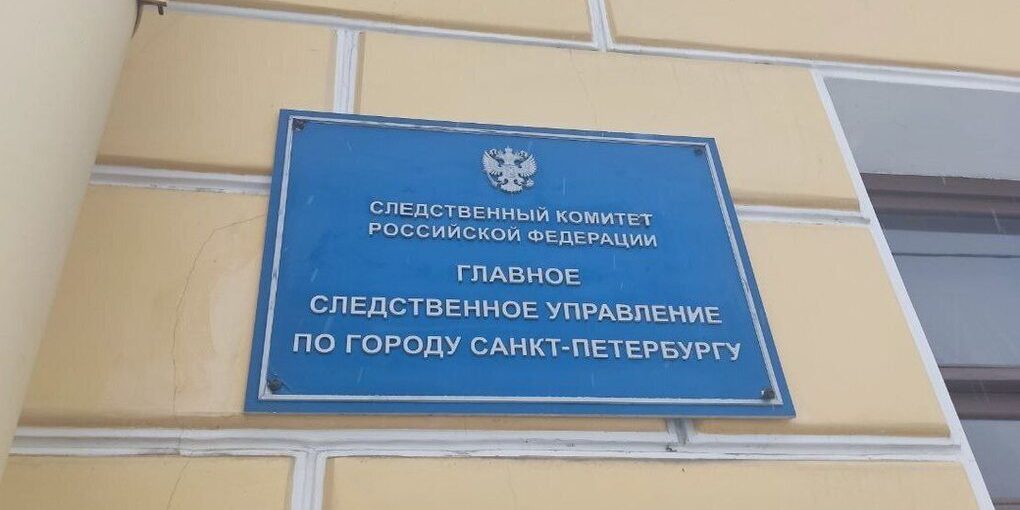 СЛЕДСТВЕННЫЙ КОМИТЕТ
РОССИЙСКОЙ ФЕДЕРАЦИИ
ГЛАВНОЕ
СЛЕДСТВЕННОЕ УПРАВЛЕНИЕ
ПО ГОРОДУ САНКТ-ПЕТЕРБУРГУ